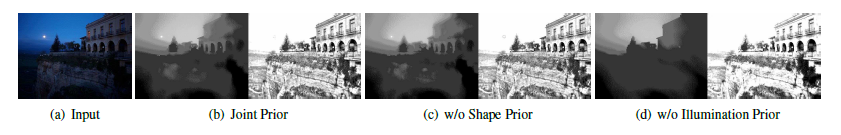 (a) Input
(b) Joint Prior
(c) w/o Shape Prior
(d) w/o Illumination Prior